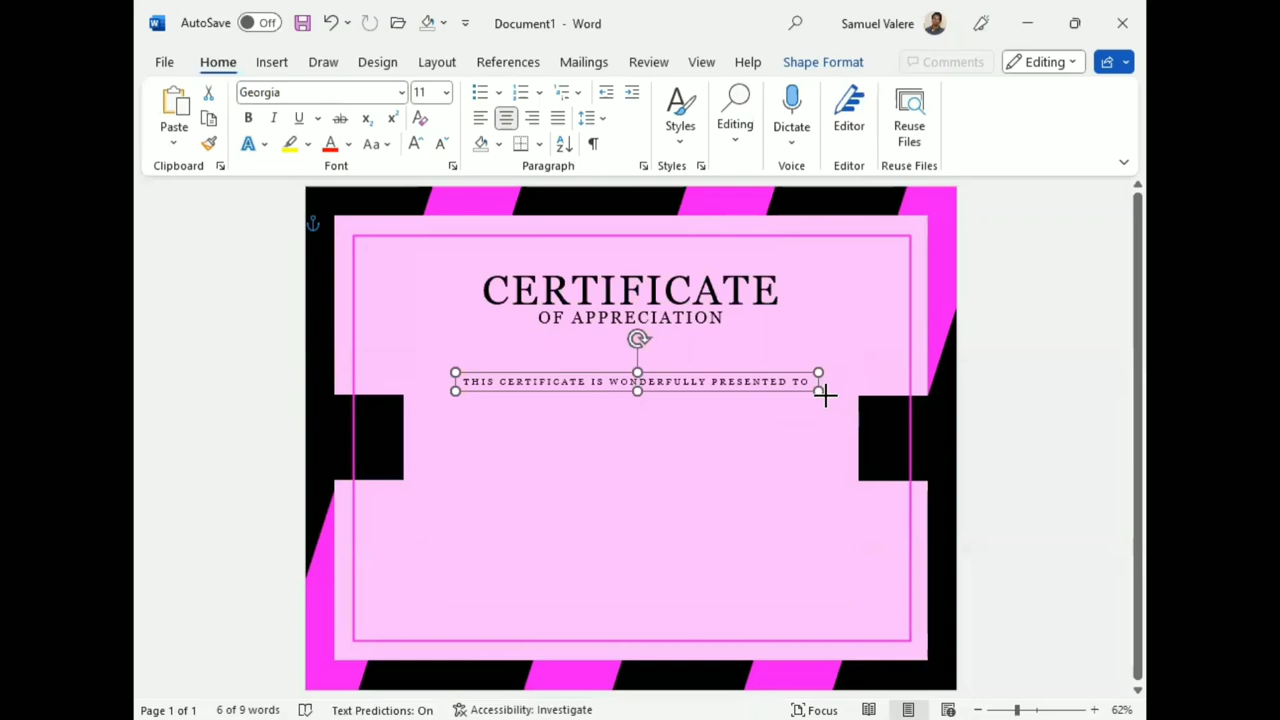 AutoSave Off Document1 - Word Samuel Valere
File Home Insert Draw Design Layout References Mailings Review View Help Shape Format Comments Editing
Georgia 11
Paste Styles Editing Dictate Editor Reuse Files
Clipboard Font Paragraph Styles Voice Editor Reuse Files
CERTIFICATE
OF APPRECIATION
THIS CERTIFICATE IS WONDERFULLY PRESENTED TO
Page 1 of 1 6 of 9 words Text Predictions: On Accessibility: Investigate Focus 62%